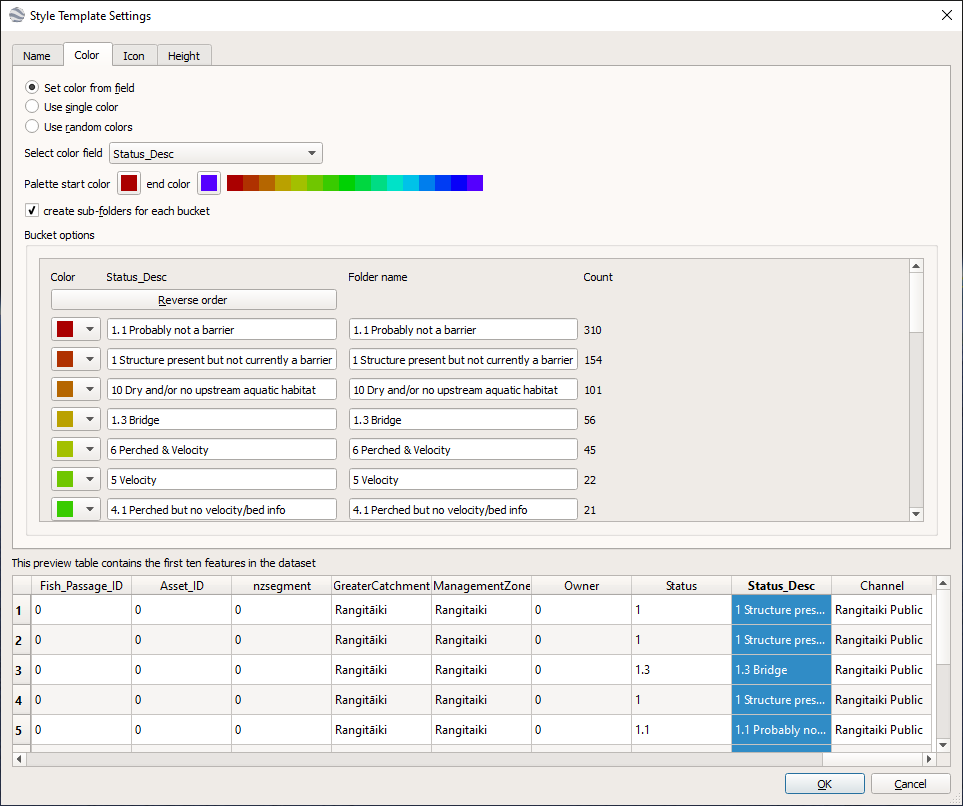 Style Template Settings
Name Color Icon Height
Set color from field
Use single color
Use random colors
Select color field Status_Desc
Palette start color end color
create sub-folders for each bucket
Bucket options
Color Status_Desc Folder name Count
Reverse order
1.1 Probably not a barrier 1.1 Probably not a barrier 310
1 Structure present but not currently a barrier 1 Structure present but not currently a barrier 154
10 Dry and/or no upstream aquatic habitat 10 Dry and/or no upstream aquatic habitat 101
1.3 Bridge 1.3 Bridge 56
6 Perched & Velocity 6 Perched & Velocity 45
5 Velocity 5 Velocity 22
4.1 Perched but no velocity/bed info 4.1 Perched but no velocity/bed info 21
This preview table contains the first ten features in the dataset
Fish_Passage_ID Asset_ID nzsegment GreaterCatchment ManagementZone Owner Status Status_Desc Channel
1 0 0 0 Rangitāiki Rangitaiki 0 1 1 Structure pres... Rangitaiki Public
2 0 0 0 Rangitāiki Rangitaiki 0 1 1 Structure pres... Rangitaiki Public
3 0 0 0 Rangitāiki Rangitaiki 0 1.3 1.3 Bridge Rangitaiki Public
4 0 0 0 Rangitāiki Rangitaiki 0 1 1 Structure pres... Rangitaiki Public
5 0 0 0 Rangitāiki Rangitaiki 0 1.1 1.1 Probably no... Rangitaiki Public
OK Cancel